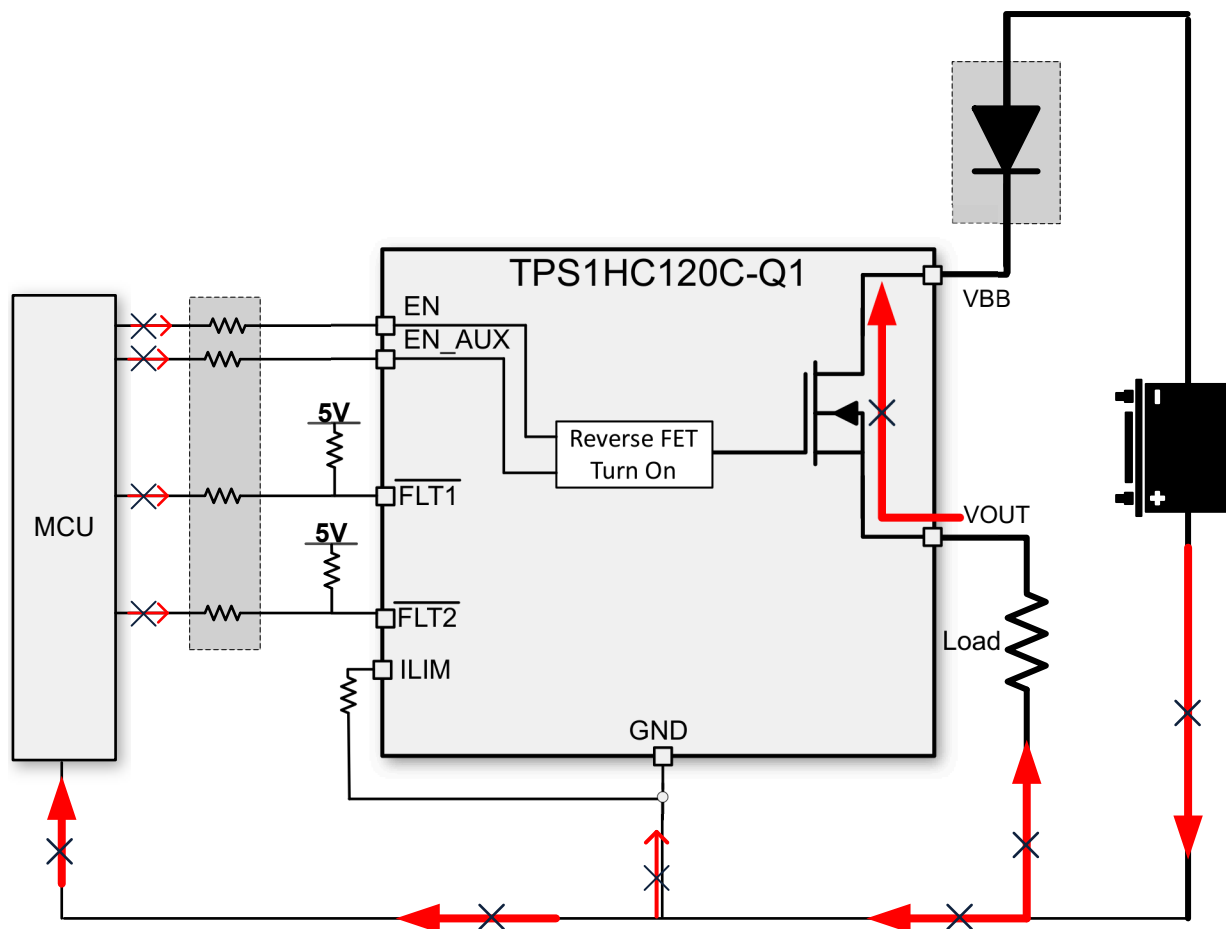 TPS1HC120C-Q1
VBB
EN
EN_AUX
5V
Reverse FET
Turn On
-
FLT1
+
MCU
VOUT
5V
FLT2
Load
ILIM
GND